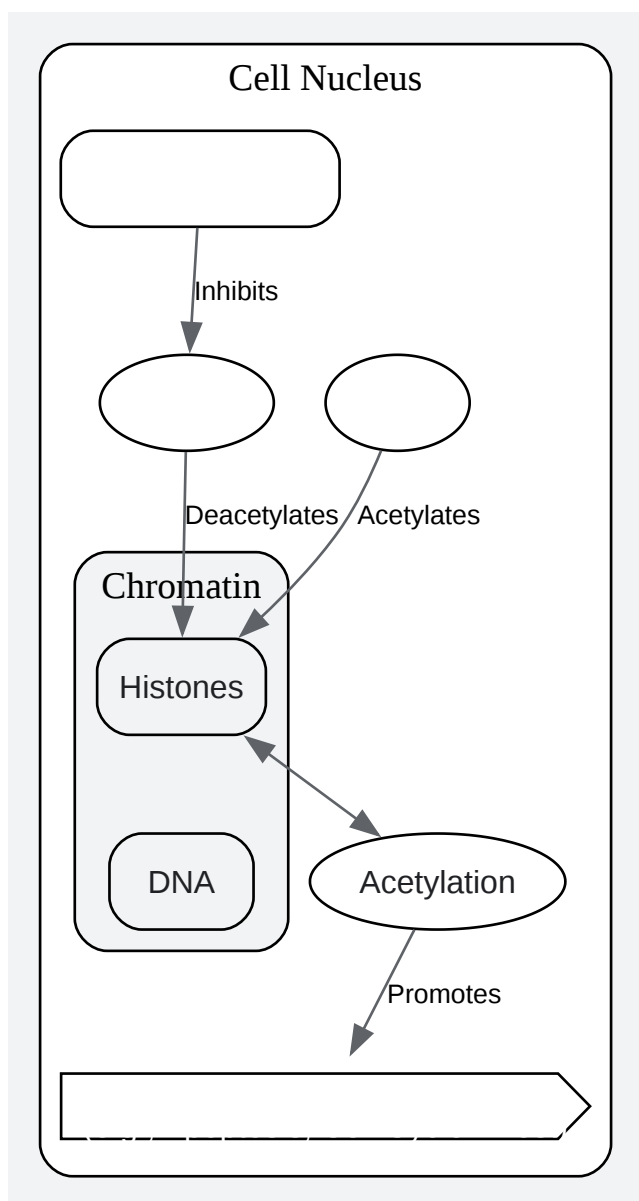 Cell Nucleus
Inhibits
Deacetylates
Acetylates
Chromatin
Histones
DNA
Acetylation
Promotes